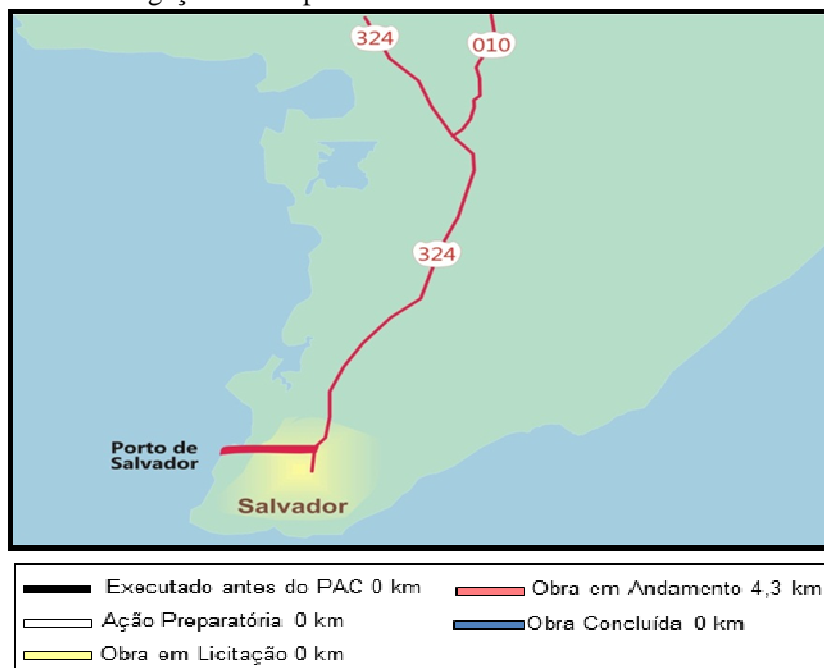 324
010
324
Porto de
Salvador
Salvador
Executado antes do PAC 0 km
Ação Preparatória 0 km
Obra em Licitação 0 km
Obra em Andamento 4,3 km
Obra Concluída 0 km